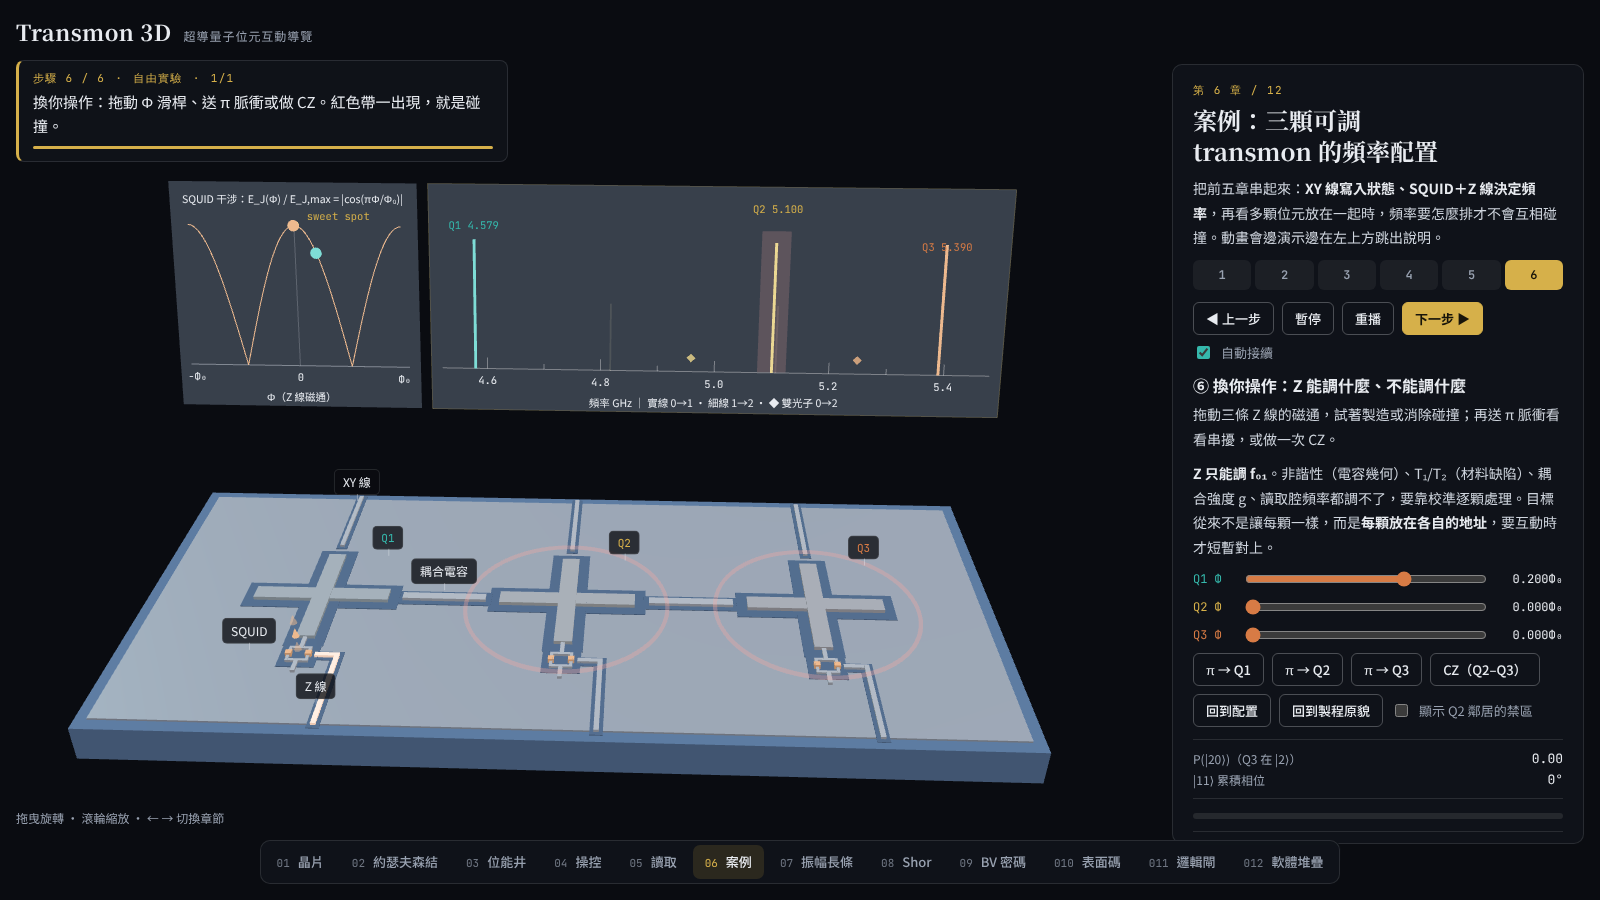 Transmon 3D 超導量子位元互動導覽
步驟 6 / 6 · 自由實驗 · 1/1
換你操作：拖動 Φ 滑桿、送 π 脈衝或做 CZ。紅色帶一出現，就是碰
撞。
SQUID 干涉：E_J(Φ) / E_J,max = |cos(πΦ/Φ₀)|
sweet spot
-Φ₀ 0 Φ₀
Φ（Z 線磁通）
Q1 4.579
Q2 5.100
Q3 5.390
4.6 4.8 5.0 5.2 5.4
頻率 GHz ｜ 實線 0→1 · 細線 1→2 · ◆ 雙光子 0→2
XY 線
Q1
Q2
Q3
耦合電容
SQUID
Z 線
拖曳旋轉 · 滾輪縮放 · ← → 切換章節
第 6 章 / 12
案例：三顆可調
transmon 的頻率配置
把前五章串起來：XY 線寫入狀態、SQUID＋Z 線決定頻
率，再看多顆位元放在一起時，頻率要怎麼排才不會互相碰
撞。動畫會邊演示邊在左上方跳出說明。
1 2 3 4 5 6
◀ 上一步 暫停 重播 下一步 ▶
自動接續
⑥ 換你操作：Z 能調什麼、不能調什麼
拖動三條 Z 線的磁通，試著製造或消除碰撞；再送 π 脈衝看
看串擾，或做一次 CZ。
Z 只能調 f₀₁。非諧性（電容幾何）、T₁/T₂（材料缺陷）、耦
合強度 g、讀取腔頻率都調不了，要靠校準逐顆處理。目標
從來不是讓每顆一樣，而是每顆放在各自的地址，要互動時
才短暫對上。
Q1 Φ 0.200Φ₀
Q2 Φ 0.000Φ₀
Q3 Φ 0.000Φ₀
π → Q1 π → Q2 π → Q3 CZ（Q2–Q3）
回到配置 回到製程原貌 顯示 Q2 鄰居的禁區
P(|20⟩)（Q3 在 |2⟩） 0.00
|11⟩ 累積相位 0°
01 晶片 02 約瑟夫森結 03 位能井 04 操控 05 讀取 06 案例 07 振幅長條 08 Shor 09 BV 密碼 010 表面碼 011 邏輯閘 012 軟體堆疊